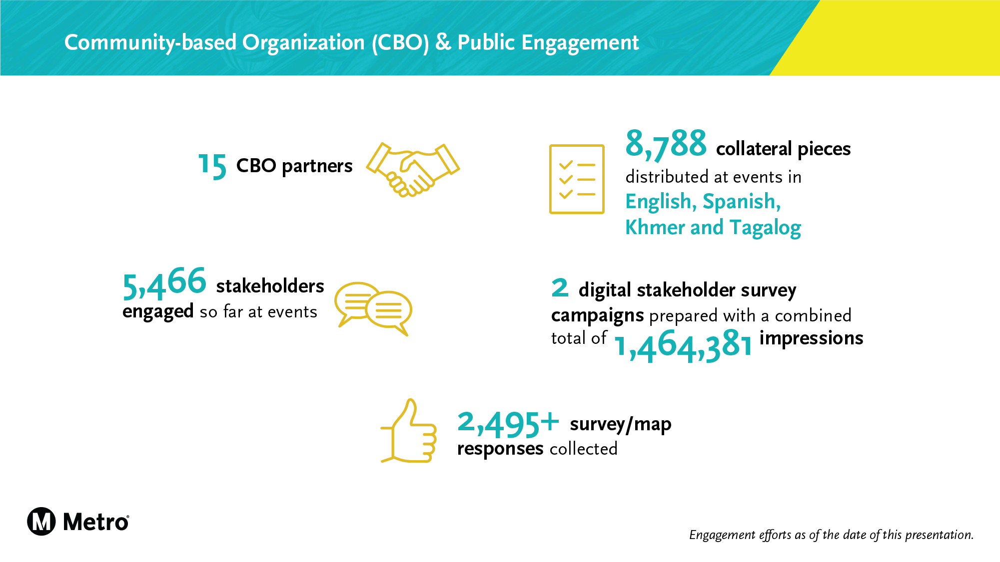 Community-based Organization (CBO) & Public Engagement
15 CBO partners
8,788 collateral pieces
distributed at events in
English, Spanish,
Khmer and Tagalog
5,466 stakeholders
engaged so far at events
2 digital stakeholder survey
campaigns prepared with a combined
total of 1,464,381 impressions
2,495+ survey/map
responses collected
M Metro®
Engagement efforts as of the date of this presentation.